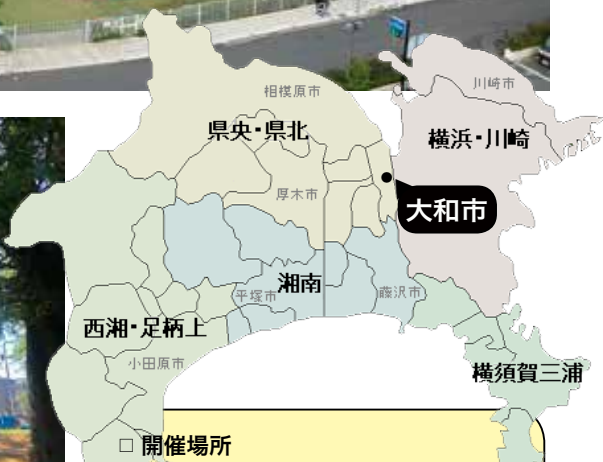 川崎市
相模原市
県央・県北
横浜・川崎
厚木市
大和市
湘南
平塚市
藤沢市
西湘・足柄上
小田原市
横須賀三浦
□ 開催場所